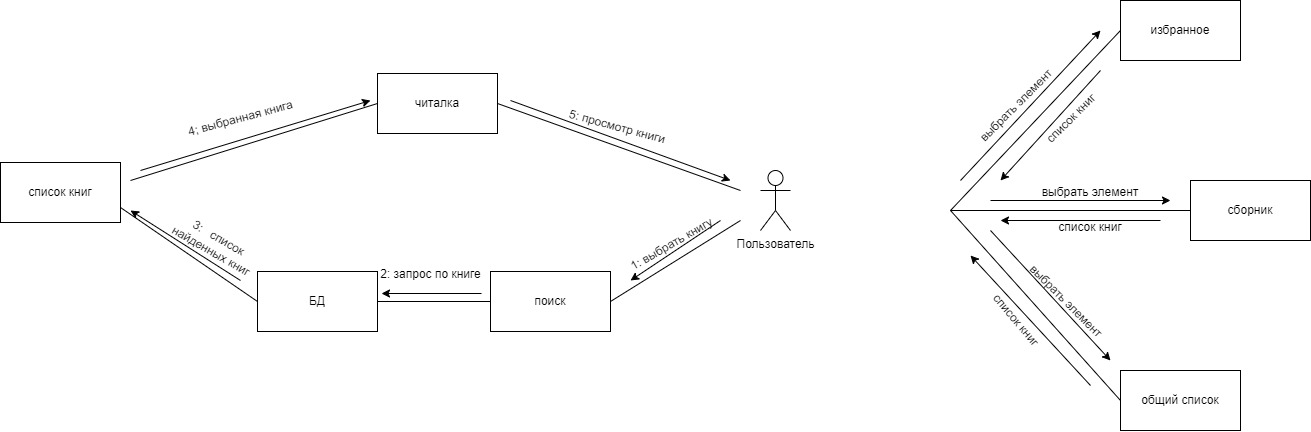 избранное
читалка
4; выбранная книга
5: просмотр книги
выбрать элемент
список книг
список книг
выбрать элемент
сборник
список книг
3: список
найденных книг
1: выбрать книгу
Пользователь
2: запрос по книге
БД
поиск
выбрать элемент
список книг
общий список